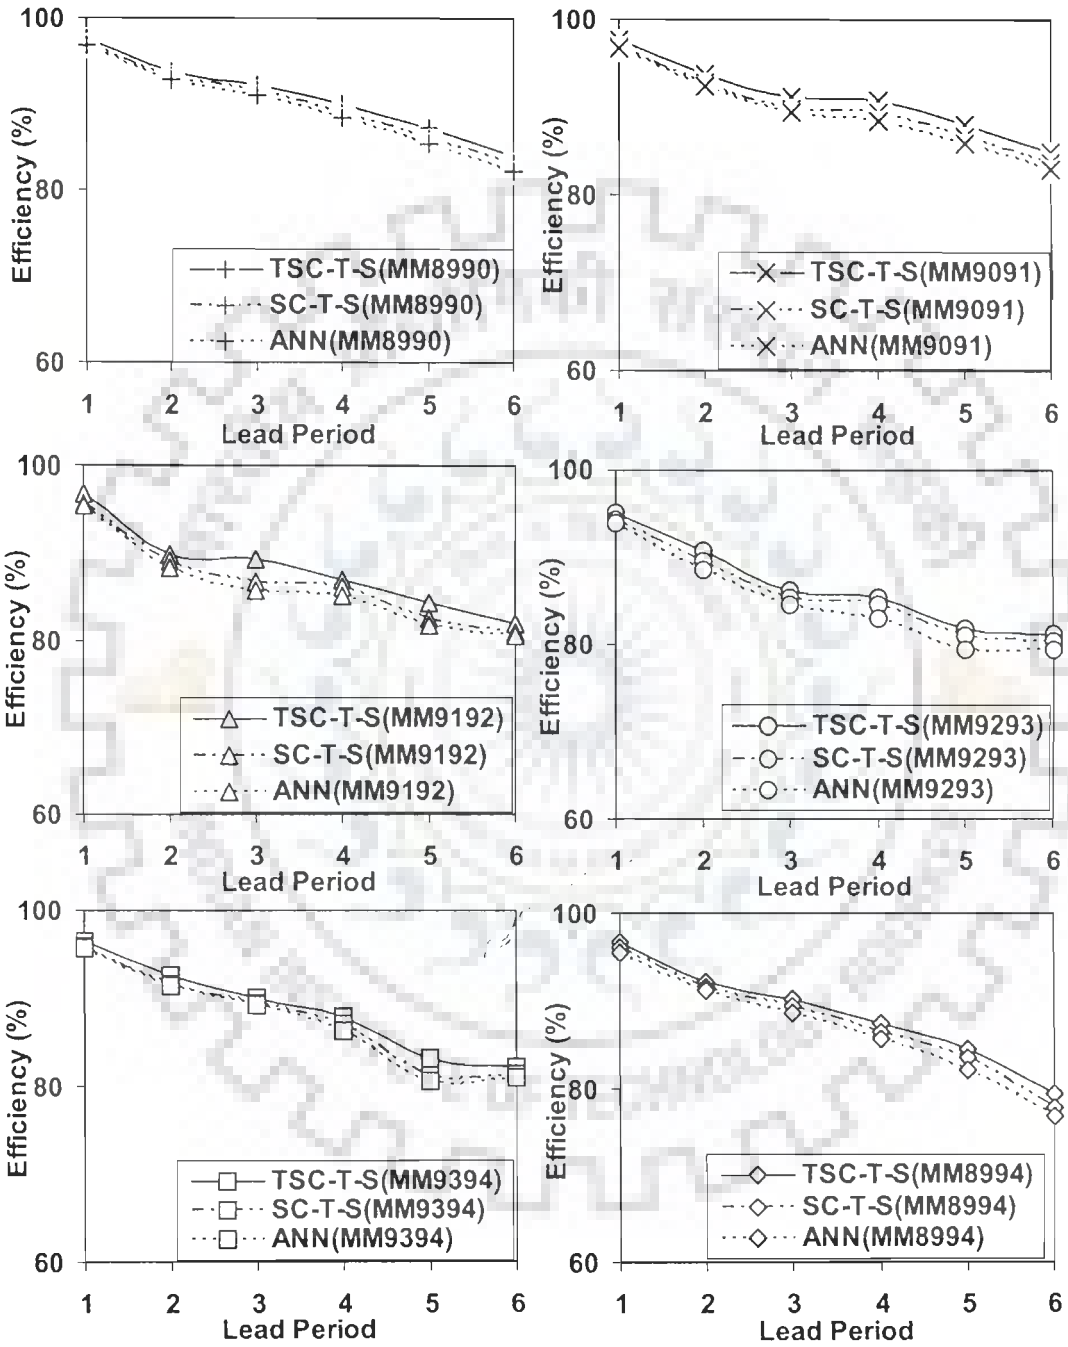 100
80
60
Efficiency (%)
TSC-T-S(MM8990)
SC-T-S(MM8990)
ANN(MM8990)
1 2 3 4 5 6
Lead Period
100
80
60
Efficiency (%)
TSC-T-S(MM9091)
SC-T-S(MM9091)
ANN(MM9091)
1 2 3 4 5 6
Lead Period
100
80
60
Efficiency (%)
TSC-T-S(MM9192)
SC-T-S(MM9192)
ANN(MM9192)
1 2 3 4 5 6
Lead Period
100
80
60
Efficiency (%)
TSC-T-S(MM9293)
SC-T-S(MM9293)
ANN(MM9293)
1 2 3 4 5 6
Lead Period
100
80
60
Efficiency (%)
TSC-T-S(MM9394)
SC-T-S(MM9394)
ANN(MM9394)
1 2 3 4 5 6
Lead Period
100
80
60
Efficiency (%)
TSC-T-S(MM8994)
SC-T-S(MM8994)
ANN(MM8994)
1 2 3 4 5 6
Lead Period